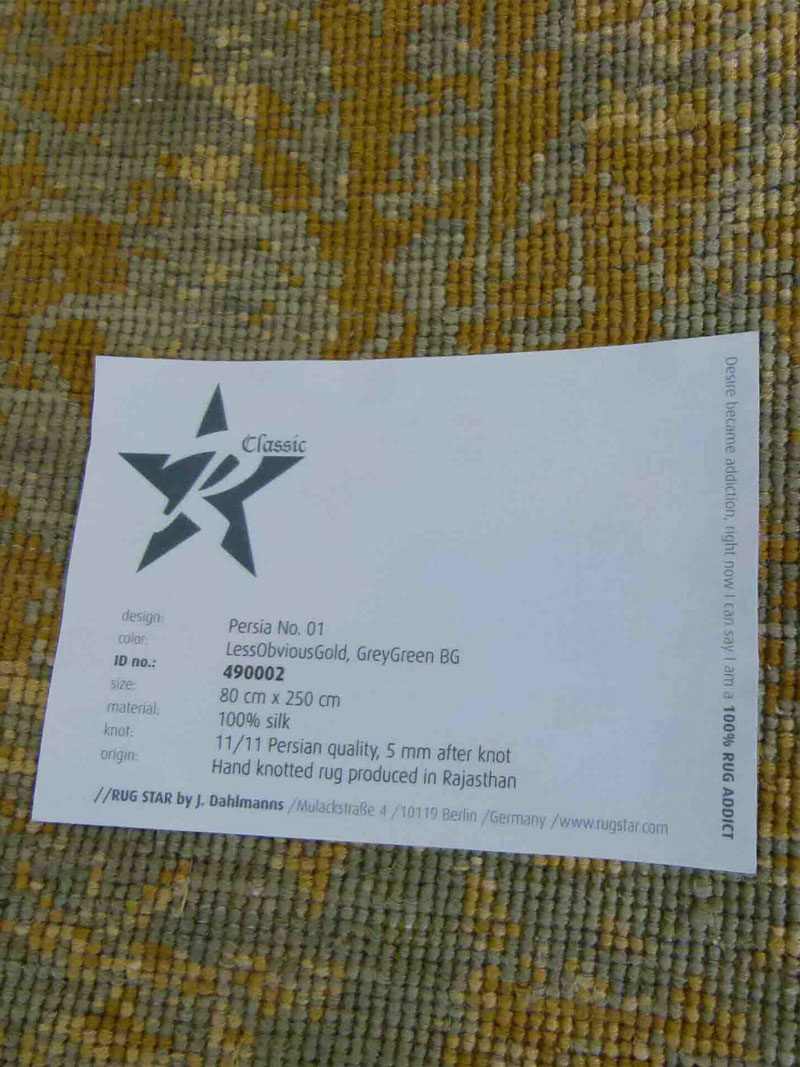 Classic
R
design: Persia No. 01
color: LessObviousGold, GreyGreen BG
ID no.: 490002
size: 80 cm x 250 cm
material: 100% silk
knot: 11/11 Persian quality, 5 mm after knot
origin: Hand knotted rug produced in Rajasthan
//RUG STAR by J. Dahlmanns /Mulackstraße 4 /10119 Berlin /Germany /www.rugstar.com
Desire became addiction, right now I can say I am a 100% RUG ADDICT